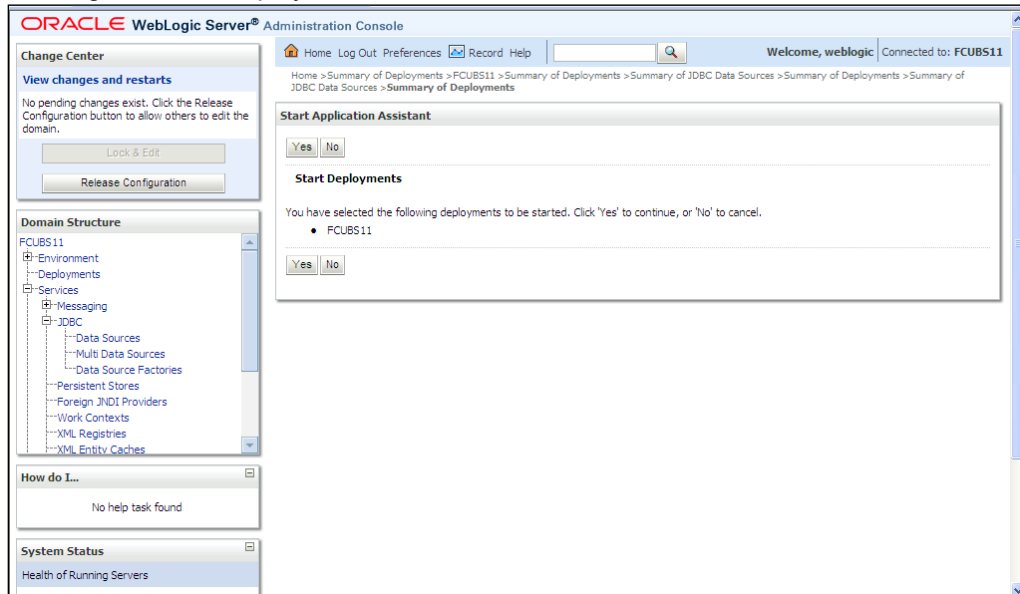 ORACLE WebLogic Server® Administration Console
Change Center
View changes and restarts
No pending changes exist. Click the Release
Configuration button to allow others to edit the
domain.
Lock & Edit
Release Configuration
Domain Structure
FCUBS11
Environment
Deployments
Services
Messaging
JDBC
Data Sources
Multi Data Sources
Data Source Factories
Persistent Stores
Foreign JNDI Providers
Work Contexts
XML Registries
XML Entity Caches
How do I...
No help task found
System Status
Health of Running Servers
Home Log Out Preferences Record Help
Welcome, weblogic Connected to: FCUBS11
Home >Summary of Deployments >FCUBS11 >Summary of Deployments >Summary of JDBC Data Sources >Summary of Deployments >Summary of
JDBC Data Sources >Summary of Deployments
Start Application Assistant
Yes No
Start Deployments
You have selected the following deployments to be started. Click 'Yes' to continue, or 'No' to cancel.
• FCUBS11
Yes No